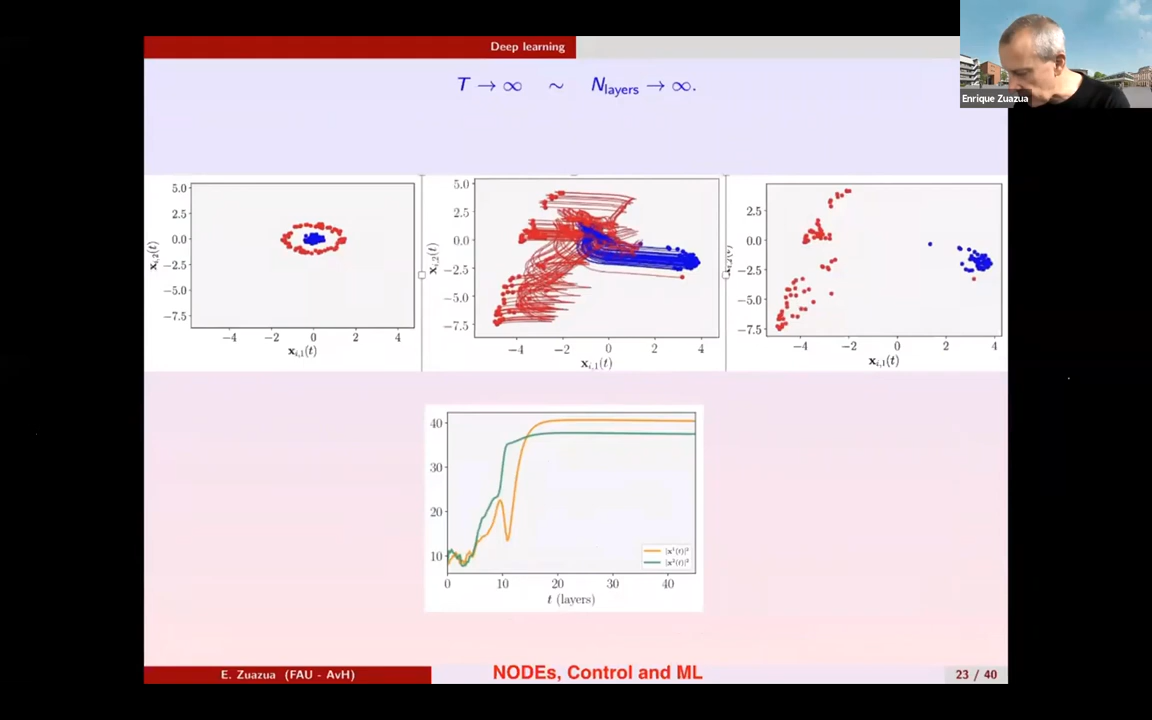 Deep learning
T → ∞ ∼ N_layers → ∞.
Enrique Zuazua
5.0
2.5
0.0
−2.5
−5.0
−7.5
x_{i,2}(t)
−4 −2 0 2 4
x_{i,1}(t)
5.0
2.5
0.0
−2.5
−5.0
−7.5
x_{i,2}(t)
−4 −2 0 2 4
x_{i,1}(t)
2.5
0.0
−2.5
−5.0
−7.5
−4 −2 0 2 4
x_{i,1}(t)
40
30
20
10
0 10 20 30 40
t (layers)
|x¹(t)|²
|x²(t)|²
E. Zuazua (FAU - AvH)
NODEs, Control and ML
23 / 40